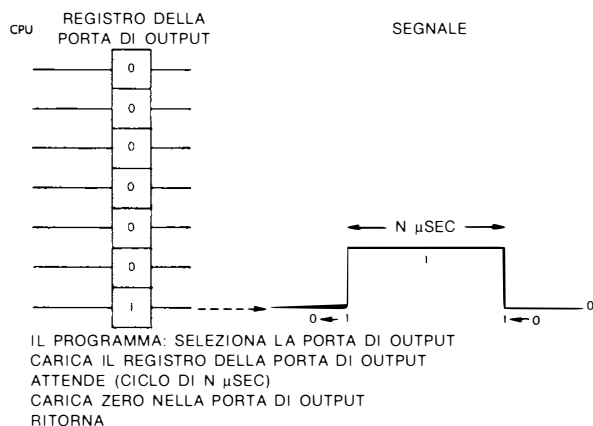 CPU
REGISTRO DELLA
PORTA DI OUTPUT
SEGNALE
0
0
0
0
0
0
1
N µSEC
1
0 ← 1
1 ← 0
0
IL PROGRAMMA: SELEZIONA LA PORTA DI OUTPUT
CARICA IL REGISTRO DELLA PORTA DI OUTPUT
ATTENDE (CICLO DI N µSEC)
CARICA ZERO NELLA PORTA DI OUTPUT
RITORNA